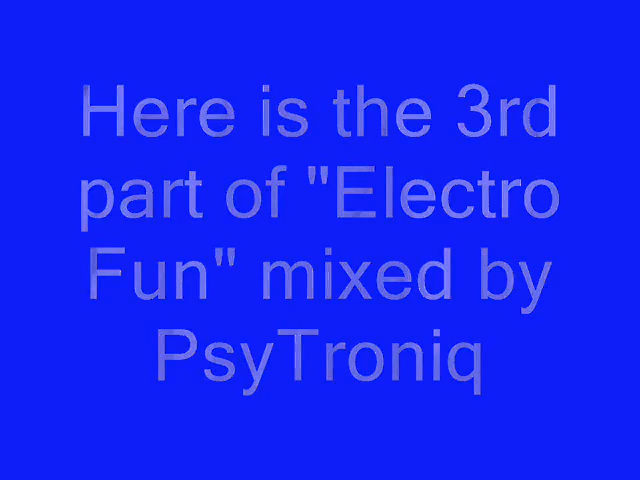 Here is the 3rd
part of "Electro
Fun" mixed by
PsyTroniq